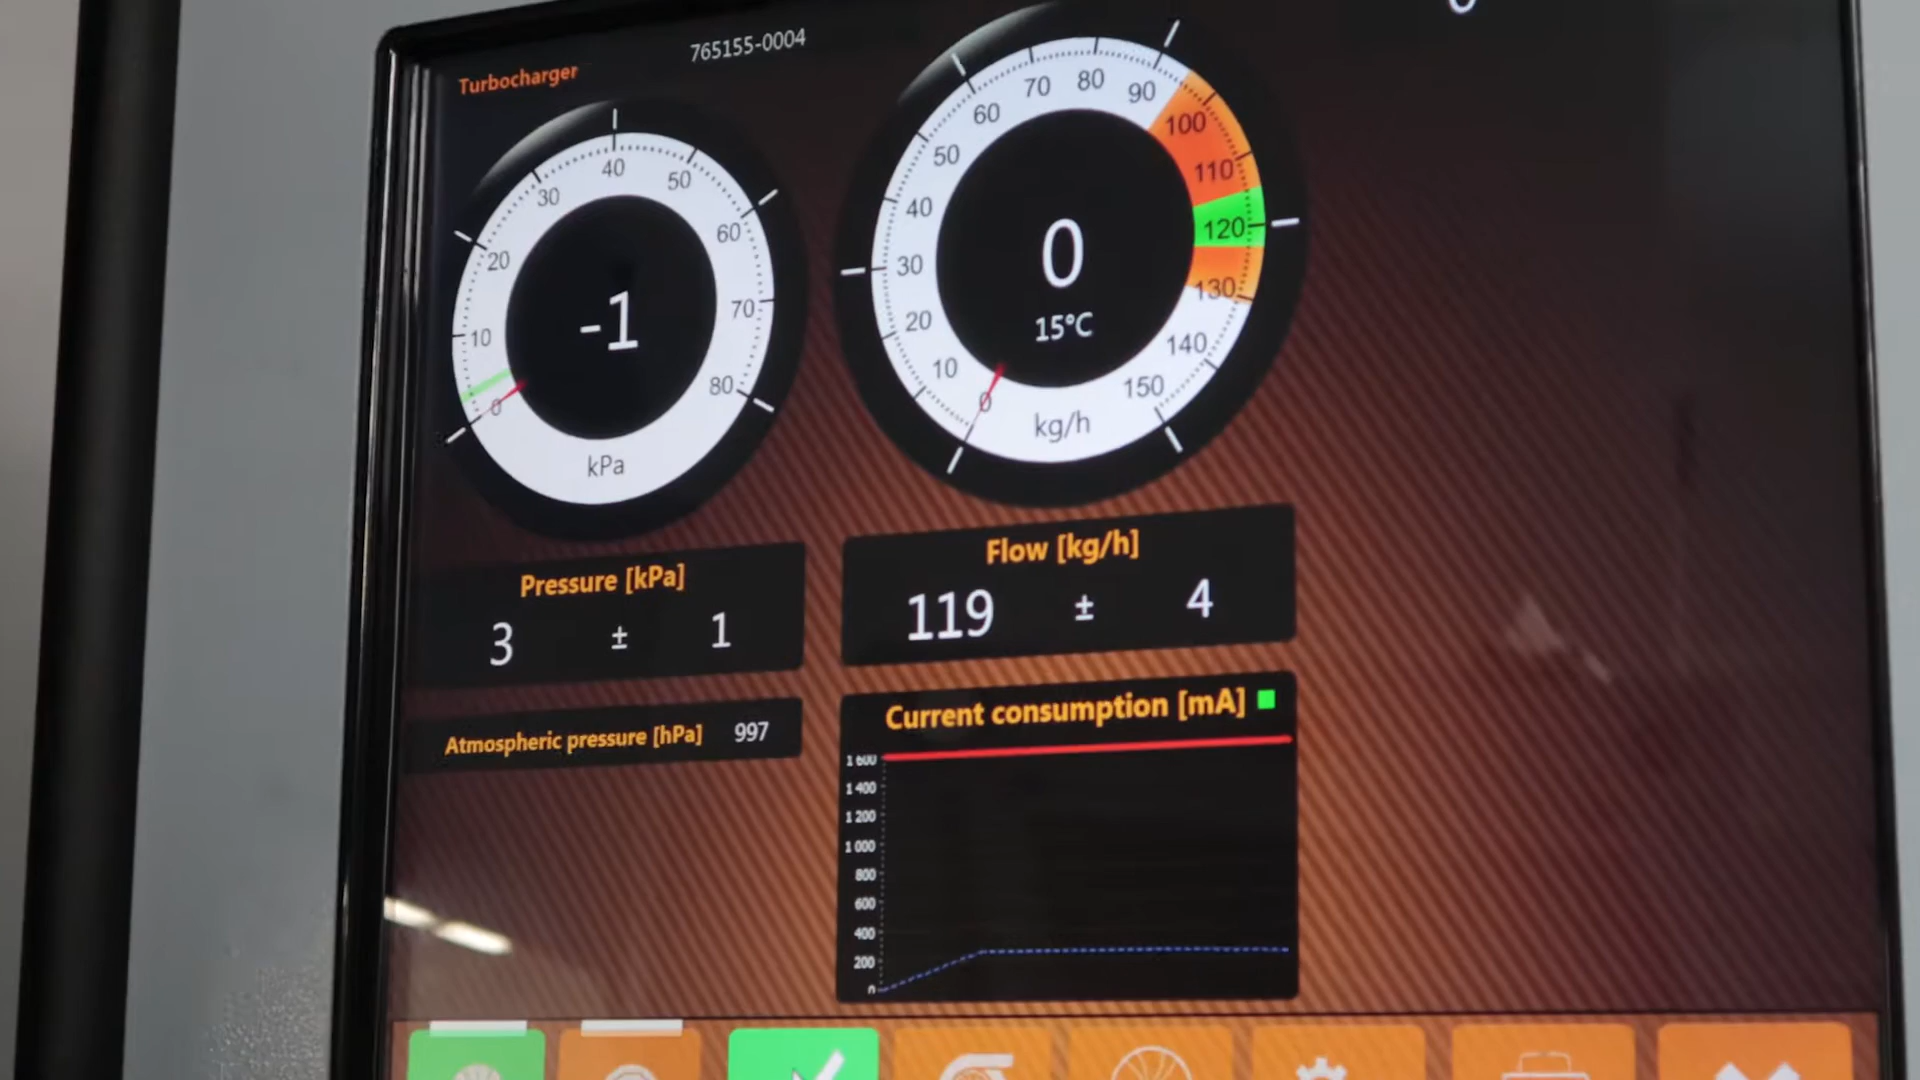 Turbocharger
765155-0004
0
0 10 20 30 40 50 60 70 80
-1
kPa
0 10 20 30 40 50 60 70 80 90 100 110 120 130 140 150
0
15°C
kg/h
Pressure [kPa]
3 ± 1
Flow [kg/h]
119 ± 4
Atmospheric pressure [hPa] 997
Current consumption [mA]
1 600
1 400
1 200
1 000
800
600
400
200
0